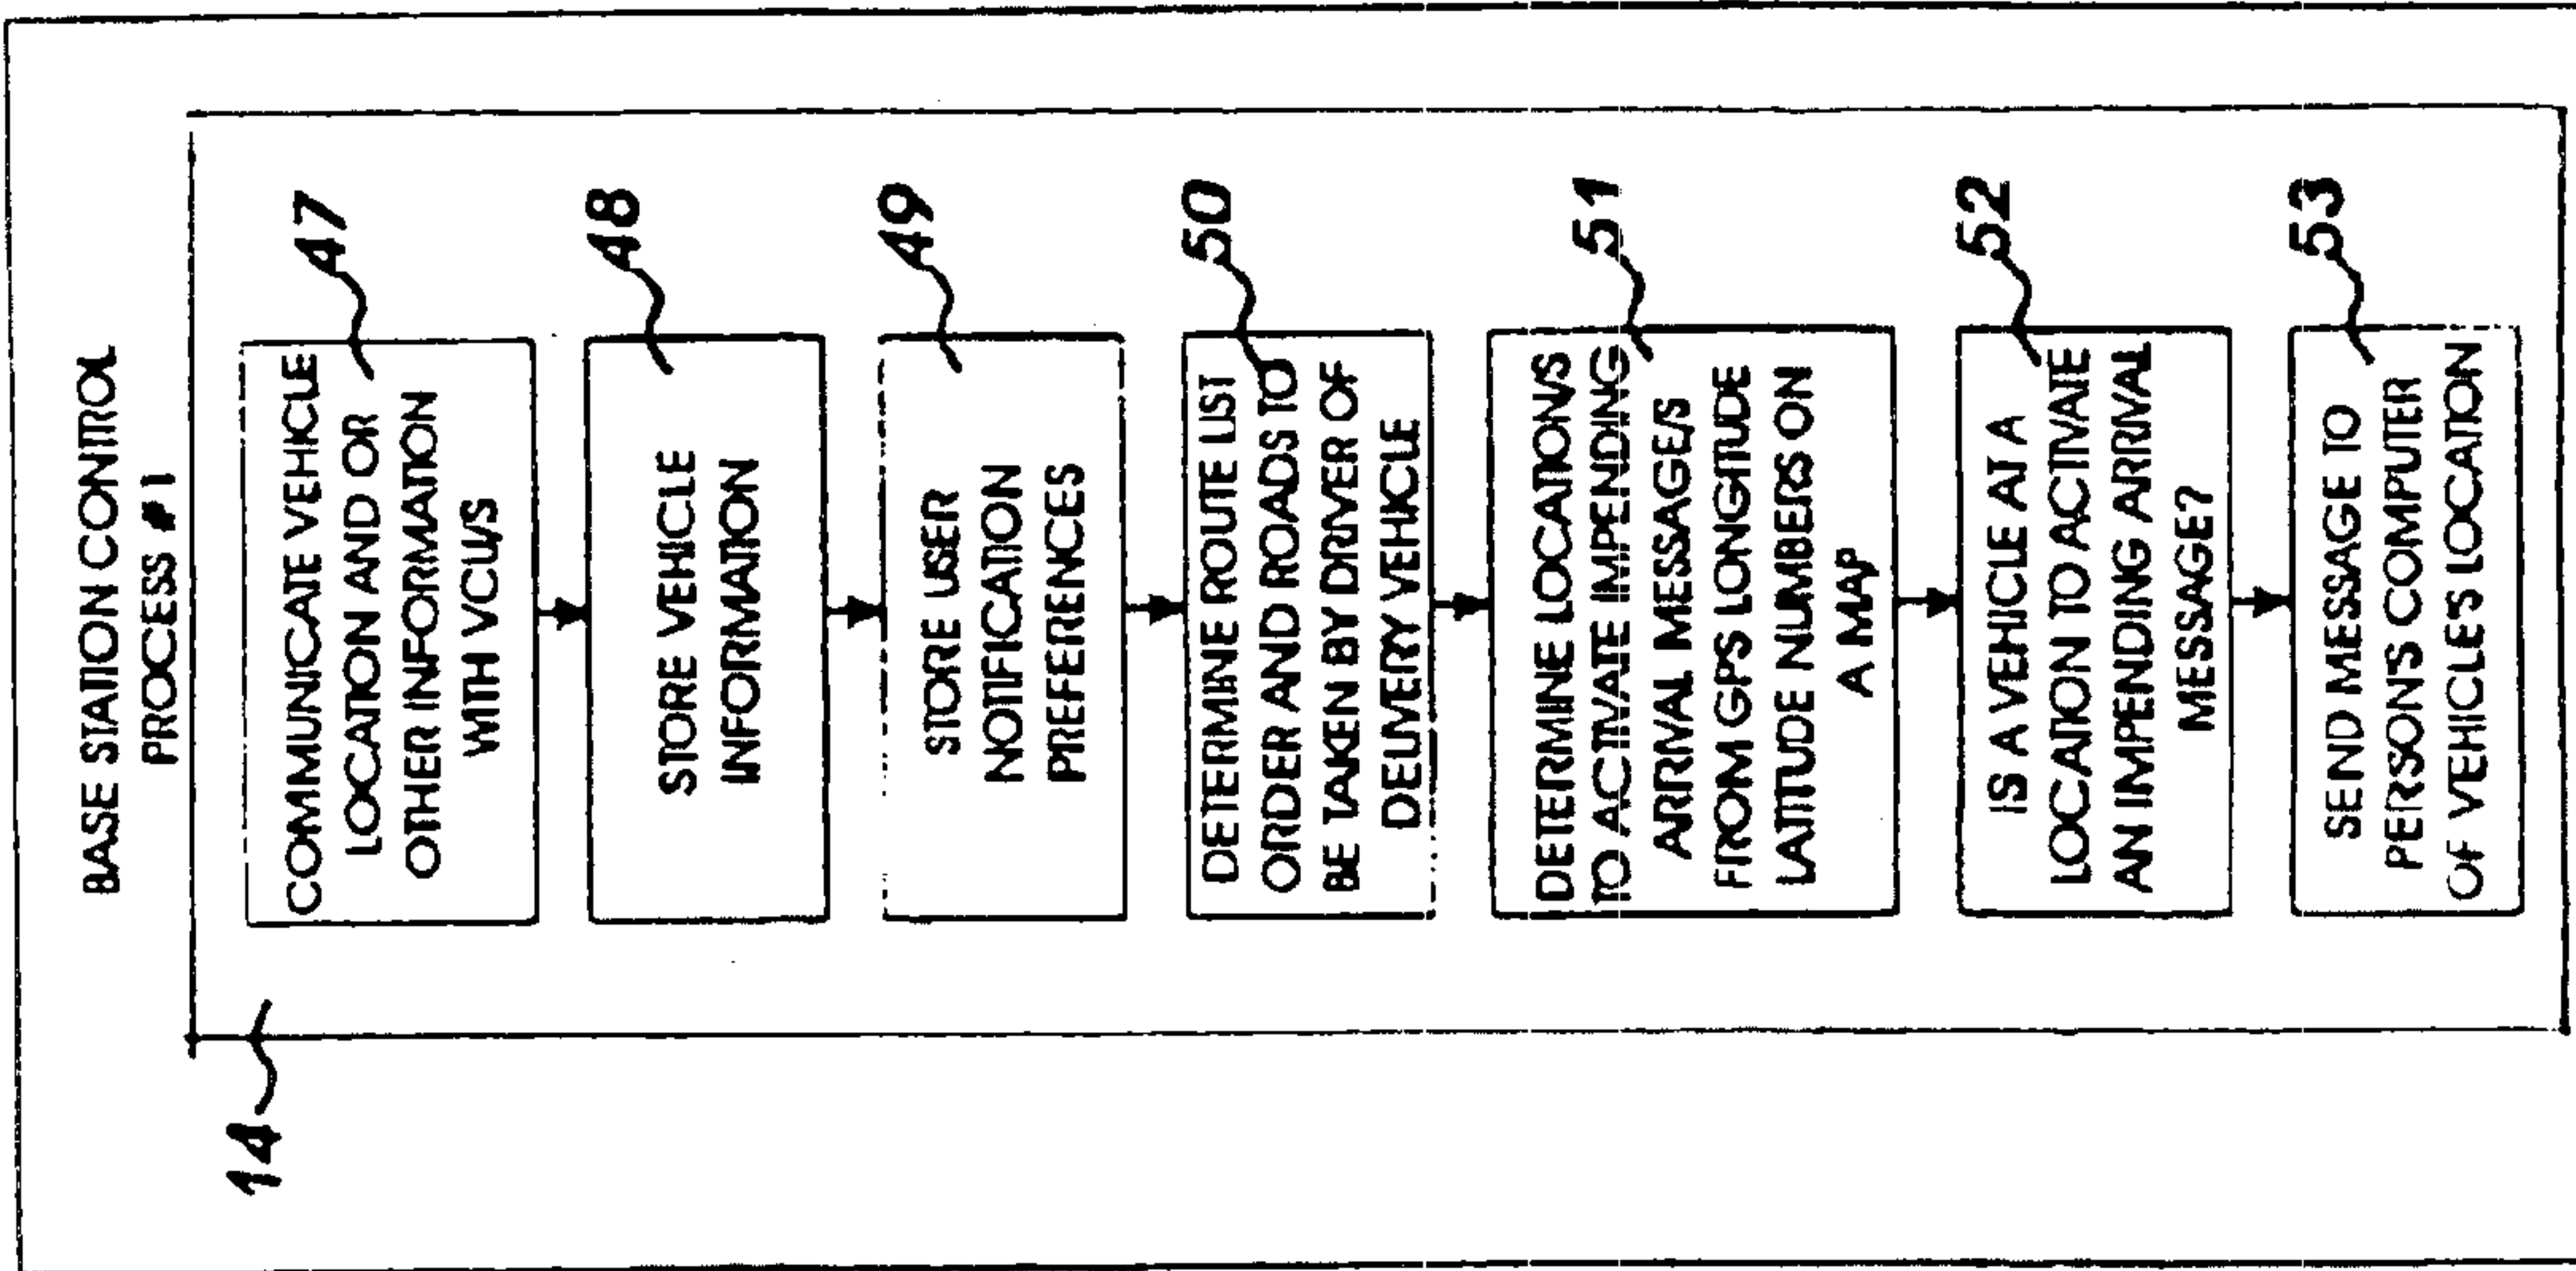 BASE STATION CONTROL
PROCESS #1
14
47
COMMUNICATE VEHICLE
LOCATION AND OR
OTHER INFORMATION
WITH VCU/S
48
STORE VEHICLE
INFORMATION
49
STORE USER
NOTIFICATION
PREFERENCES
50
DETERMINE ROUTE LIST
ORDER AND ROADS TO
BE TAKEN BY DRIVER OF
DELIVERY VEHICLE
51
DETERMINE LOCATION/S
TO ACTIVATE IMPENDING
ARRIVAL MESSAGE/S
FROM GPS LONGITUDE
LATITUDE NUMBERS ON
A MAP
52
IS A VEHICLE AT A
LOCATION TO ACTIVATE
AN IMPENDING ARRIVAL
MESSAGE?
53
SEND MESSAGE TO
PERSON'S COMPUTER
OF VEHICLE'S LOCATION